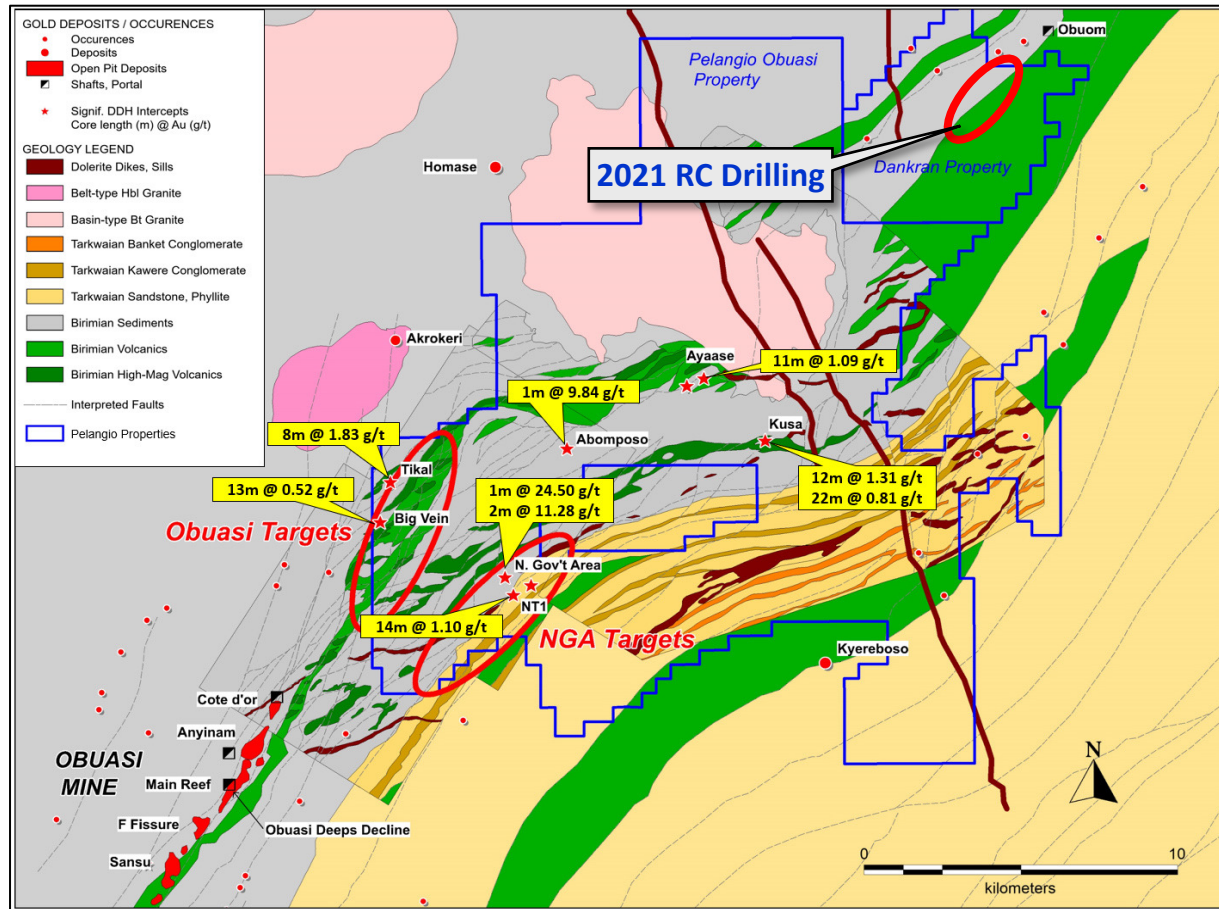 GOLD DEPOSITS / OCCURENCES
Occurences
Deposits
Open Pit Deposits
Shafts, Portal
Signif. DDH Intercepts
Core length (m) @ Au (g/t)
GEOLOGY LEGEND
Dolerite Dikes, Sills
Belt-type Hbl Granite
Basin-type Bt Granite
Tarkwaian Banket Conglomerate
Tarkwaian Kawere Conglomerate
Tarkwaian Sandstone, Phyllite
Birimian Sediments
Birimian Volcanics
Birimian High-Mag Volcanics
Interpreted Faults
Pelangio Properties
Obuom
Pelangio Obuasi
Property
2021 RC Drilling
Dankran Property
Homase
Akrokeri
Ayaase
11m @ 1.09 g/t
1m @ 9.84 g/t
Kusa
8m @ 1.83 g/t
Abomposo
Tikal
12m @ 1.31 g/t
22m @ 0.81 g/t
13m @ 0.52 g/t
1m @ 24.50 g/t
2m @ 11.28 g/t
Big Vein
Obuasi Targets
N. Gov't Area
NT1
14m @ 1.10 g/t
NGA Targets
Kyereboso
Cote d'or
Anyinam
OBUASI
MINE
Main Reef
F Fissure
Obuasi Deeps Decline
Sansu
N
0
10
kilometers